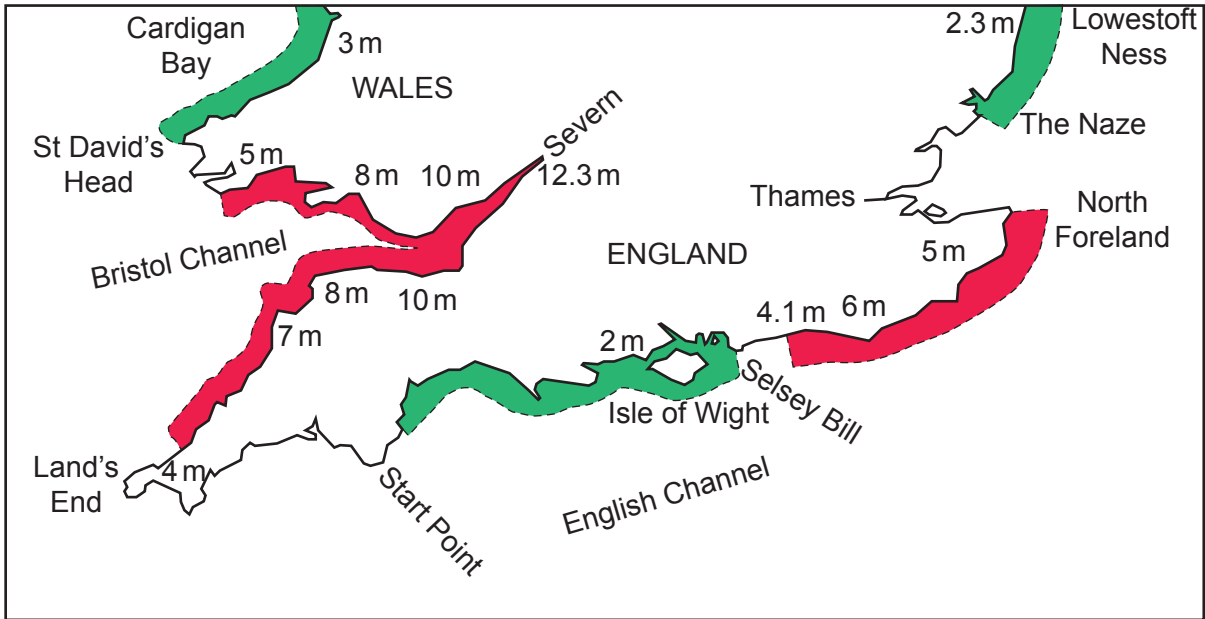 Cardigan
Bay
3 m
WALES
2.3 m
Lowestoft
Ness
The Naze
St David's
Head
5 m
8 m
10 m
Severn
12.3 m
Thames
North
Foreland
Bristol Channel
ENGLAND
5 m
8 m
10 m
7 m
2 m
4.1 m
6 m
Selsey Bill
Isle of Wight
Land's
End
4 m
Start Point
English Channel